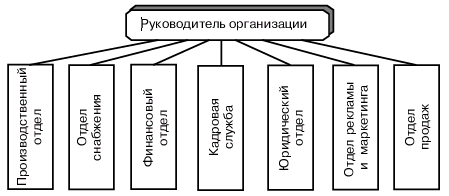 Руководитель организации
Производственный
отдел
Отдел
снабжения
Финансовый
отдел
Кадровая
служба
Юридический
отдел
Отдел рекламы
и маркетинга
Отдел
продаж